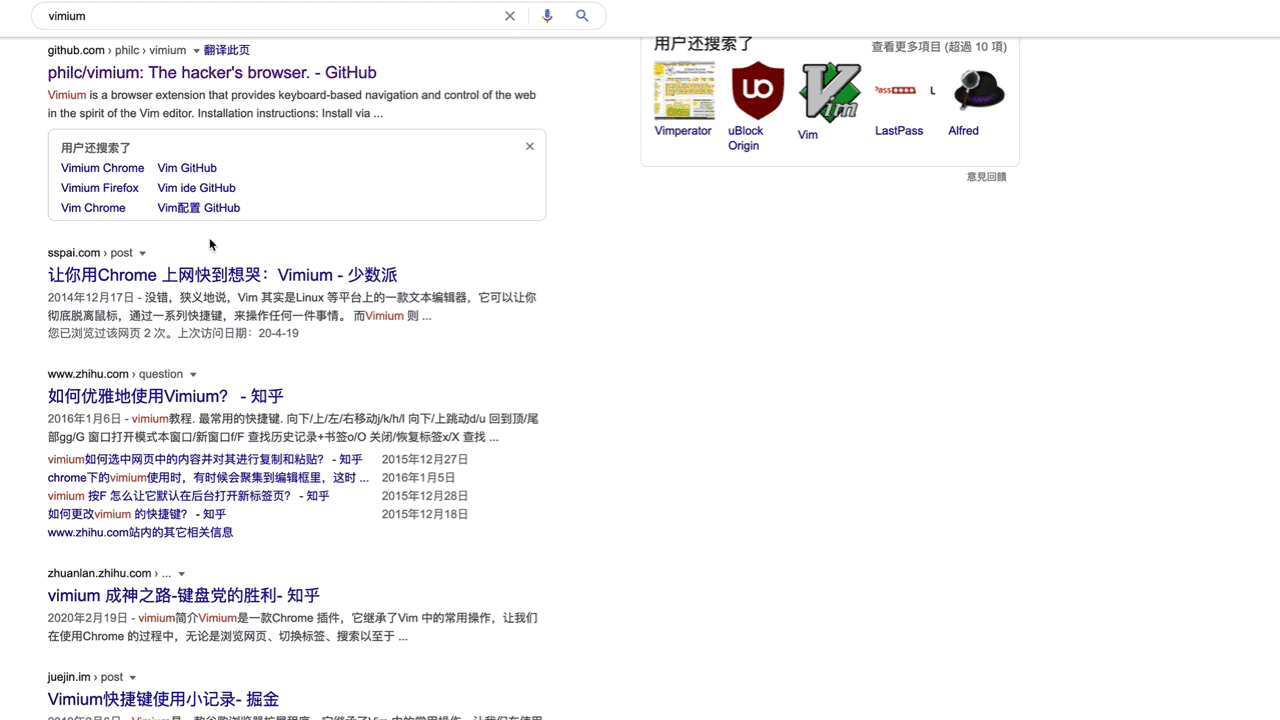 vimium
github.com › philc › vimium 翻译此页
philc/vimium: The hacker's browser. - GitHub
Vimium is a browser extension that provides keyboard-based navigation and control of the web
in the spirit of the Vim editor. Installation instructions: Install via ...
用户还搜索了
Vimium Chrome Vim GitHub
Vimium Firefox Vim ide GitHub
Vim Chrome Vim配置 GitHub
sspai.com › post
让你用Chrome 上网快到想哭：Vimium - 少数派
2014年12月17日 - 没错，狭义地说，Vim 其实是Linux 等平台上的一款文本编辑器，它可以让你
彻底脱离鼠标，通过一系列快捷键，来操作任何一件事情。 而Vimium 则 ...
您已浏览过该网页 2 次。上次访问日期：20-4-19
www.zhihu.com › question
如何优雅地使用Vimium？ - 知乎
2016年1月6日 - vimium教程. 最常用的快捷键. 向下/上/左/右移动j/k/h/l 向下/上跳动d/u 回到顶/尾
部gg/G 窗口打开模式本窗口/新窗口f/F 查找历史记录+书签o/O 关闭/恢复标签x/X 查找 ...
vimium如何选中网页中的内容并对其进行复制和粘贴？ - 知乎 2015年12月27日
chrome下的vimium使用时，有时候会聚集到编辑框里，这时 ... 2016年1月5日
vimium 按F 怎么让它默认在后台打开新标签页？ - 知乎 2015年12月28日
如何更改vimium 的快捷键？ - 知乎 2015年12月18日
www.zhihu.com站内的其它相关信息
zhuanlan.zhihu.com › ...
vimium 成神之路-键盘党的胜利- 知乎
2020年2月19日 - vimium简介Vimium是一款Chrome 插件，它继承了Vim 中的常用操作，让我们
在使用Chrome 的过程中，无论是浏览网页、切换标签、搜索以至于 ...
juejin.im › post
Vimium快捷键使用小记录- 掘金
用户还搜索了 查看更多項目 (超過 10 項)
UO
Vim
Pass
L
Vimperator
uBlock
Origin
Vim
LastPass
Alfred
意見回饋